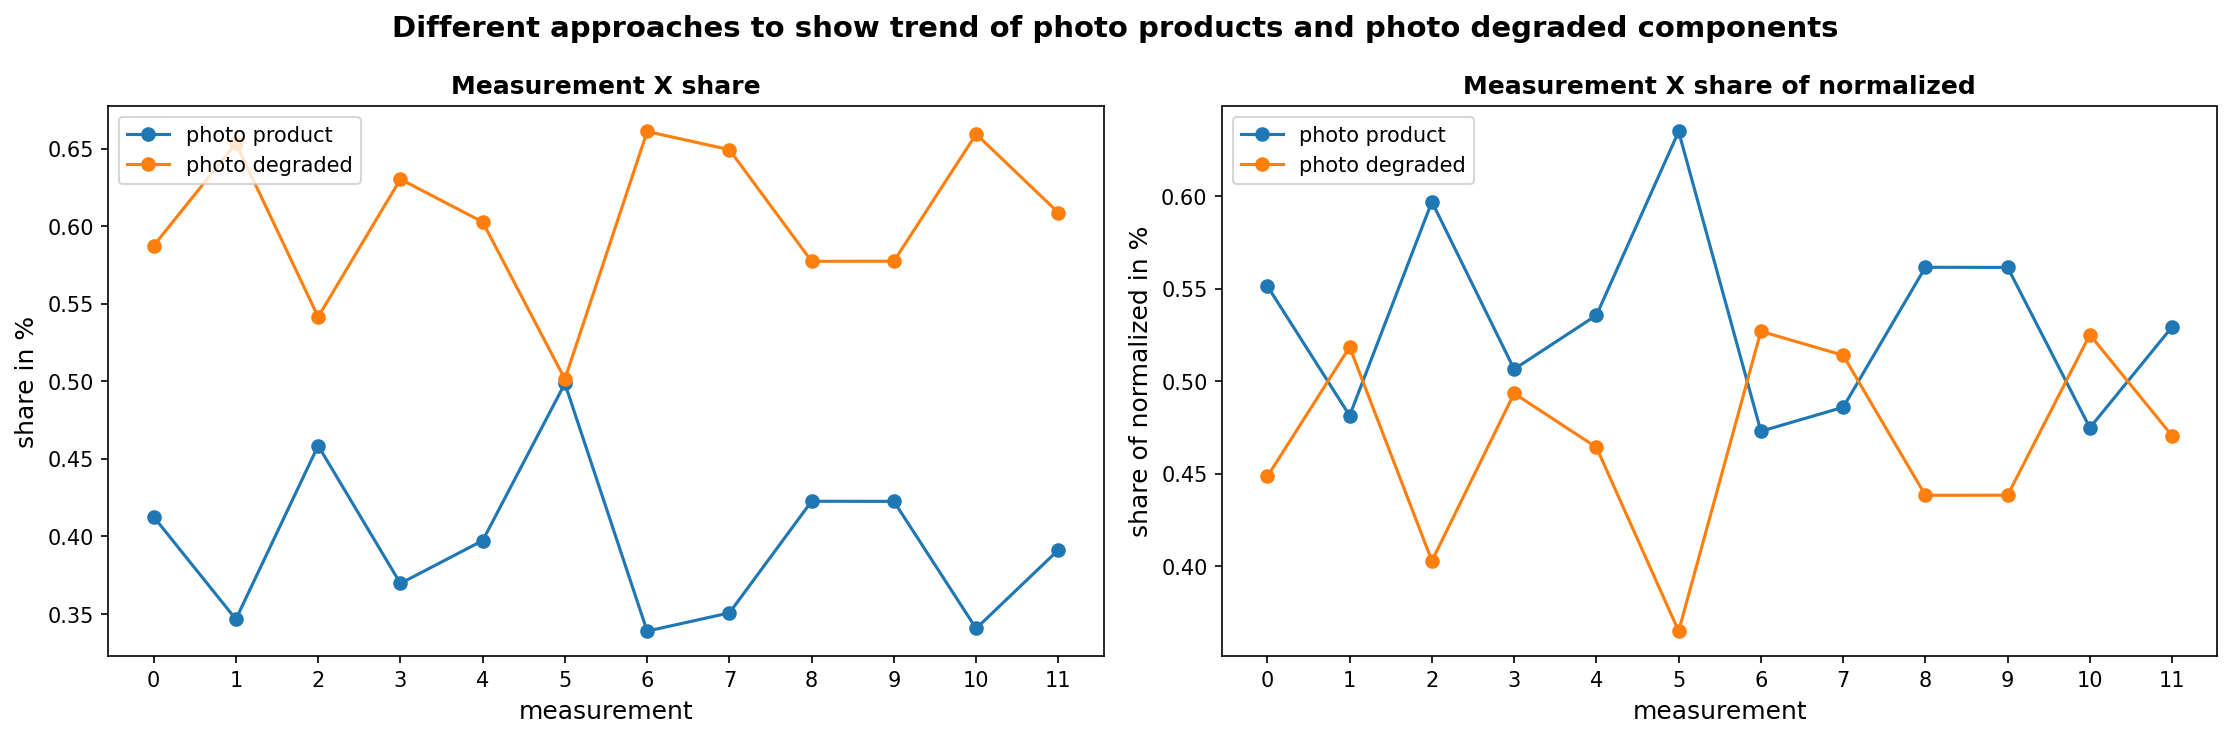 Different approaches to show trend of photo products and photo degraded components
Measurement X share
photo product
photo degraded
0.65
0.60
0.55
0.50
0.45
0.40
0.35
share in %
0 1 2 3 4 5 6 7 8 9 10 11
measurement
Measurement X share of normalized
photo product
photo degraded
0.60
0.55
0.50
0.45
0.40
share of normalized in %
0 1 2 3 4 5 6 7 8 9 10 11
measurement